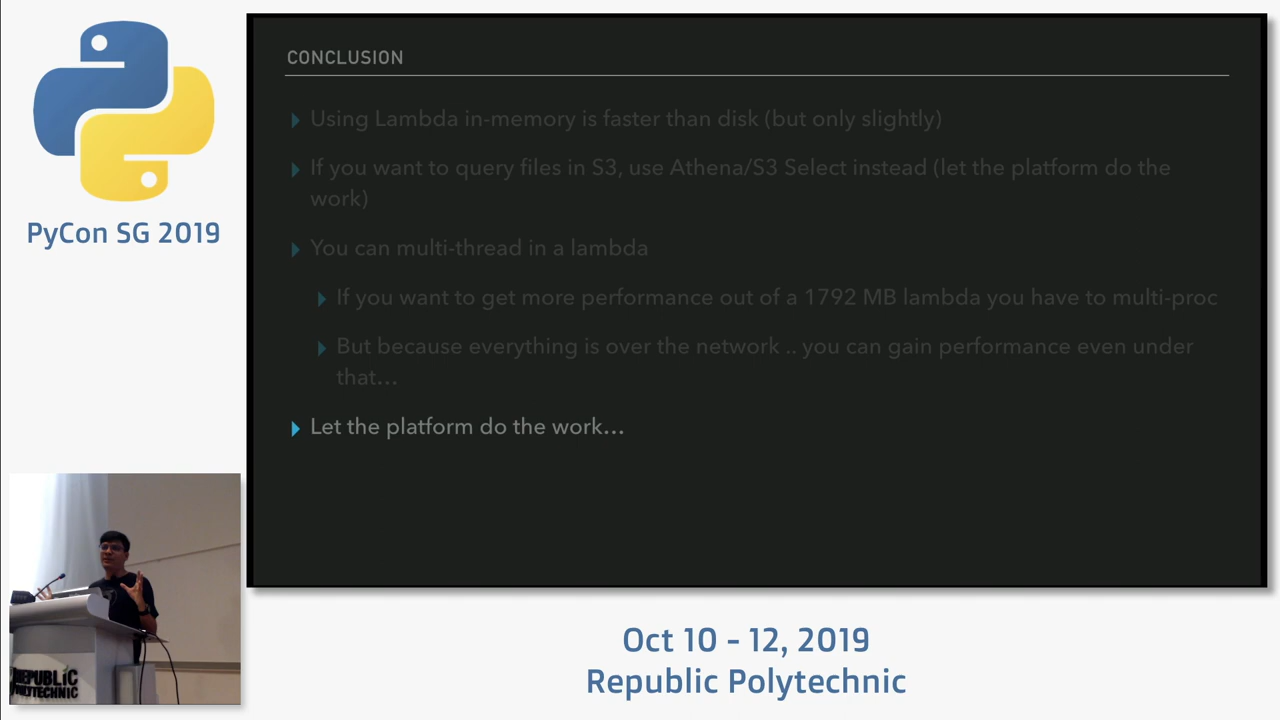 CONCLUSION
Using Lambda in-memory is faster than disk (but only slightly)
If you want to query files in S3, use Athena/S3 Select instead (let the platform do the
work)
You can multi-thread in a lambda
If you want to get more performance out of a 1792 MB lambda you have to multi-proc
But because everything is over the network .. you can gain performance even under
that...
Let the platform do the work...
PyCon SG 2019
REPUBLIC
POLYTECHNIC
Oct 10 - 12, 2019
Republic Polytechnic